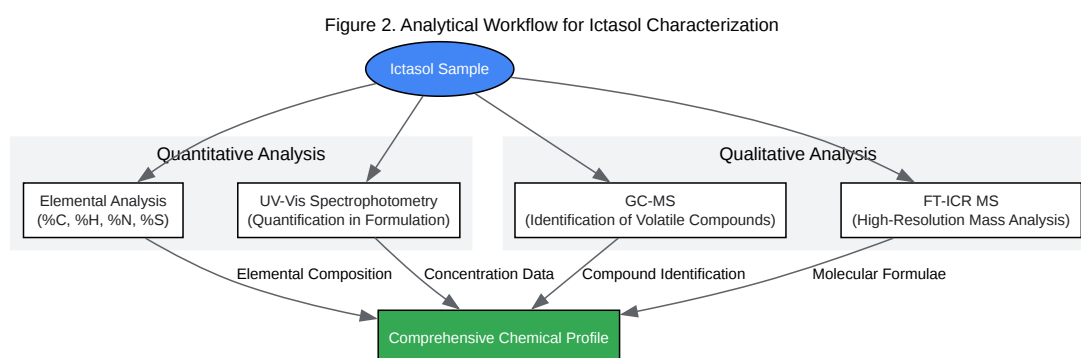 Figure 2. Analytical Workflow for Ictasol Characterization
Ictasol Sample
Quantitative Analysis
Qualitative Analysis
Elemental Analysis
(%C, %H, %N, %S)
UV-Vis Spectrophotometry
(Quantification in Formulation)
GC-MS
(Identification of Volatile Compounds)
FT-ICR MS
(High-Resolution Mass Analysis)
Elemental Composition
Concentration Data
Compound Identification
Molecular Formulae
Comprehensive Chemical Profile